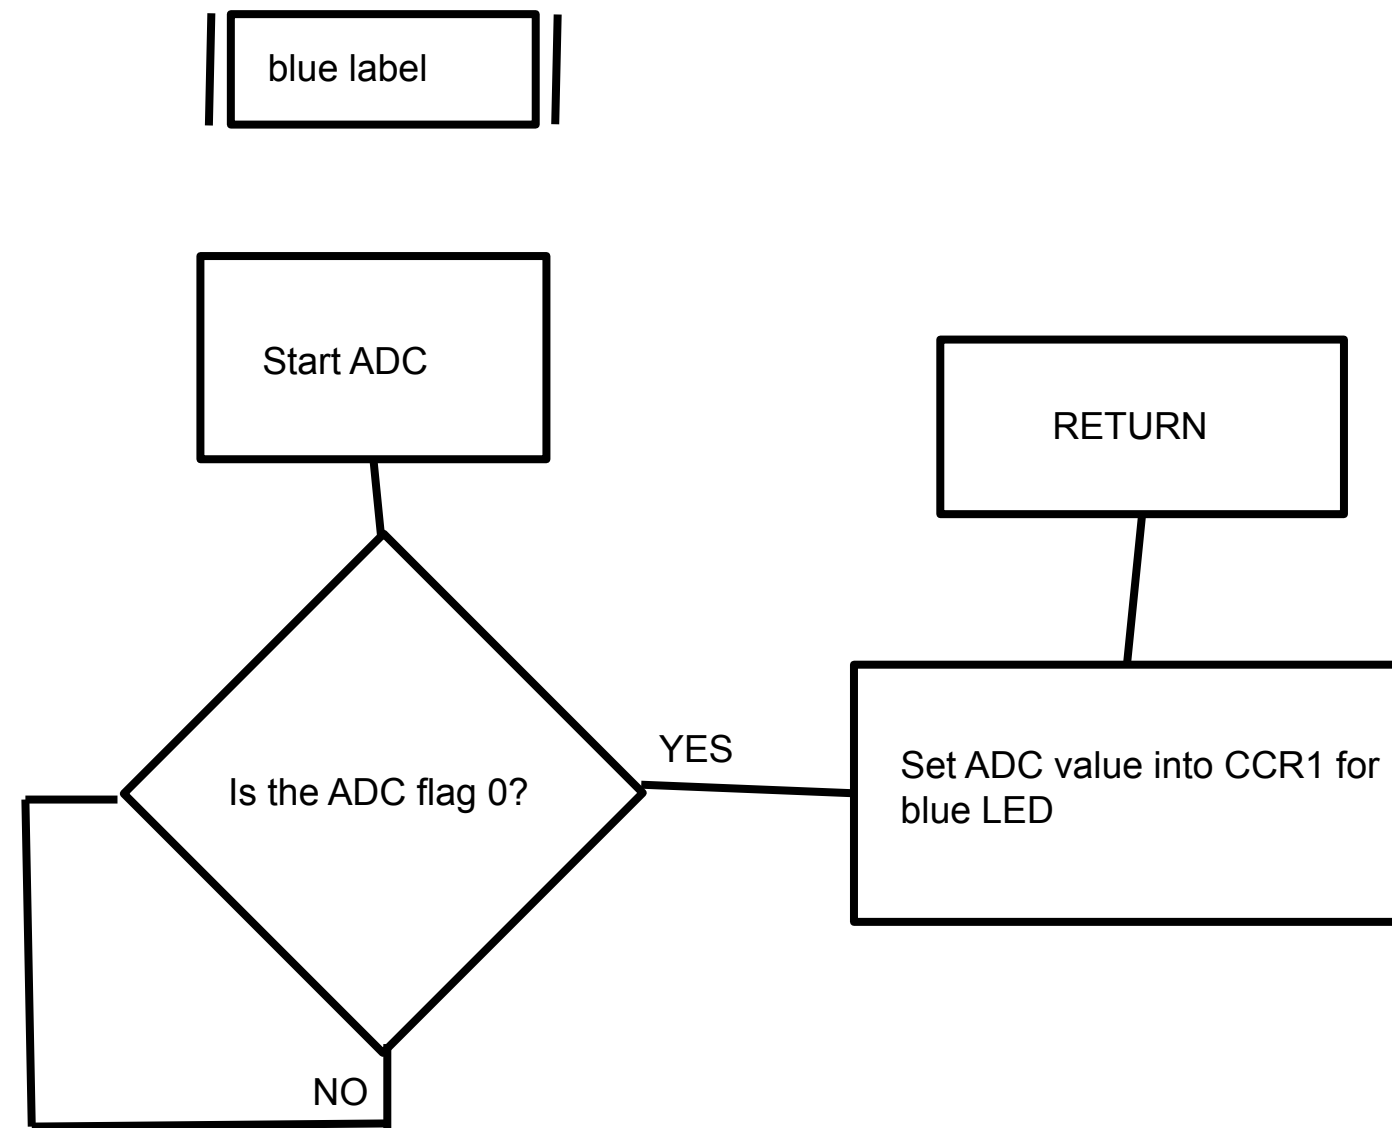 blue label
Start ADC
RETURN
Is the ADC flag 0?
YES
Set ADC value into CCR1 for
blue LED
NO